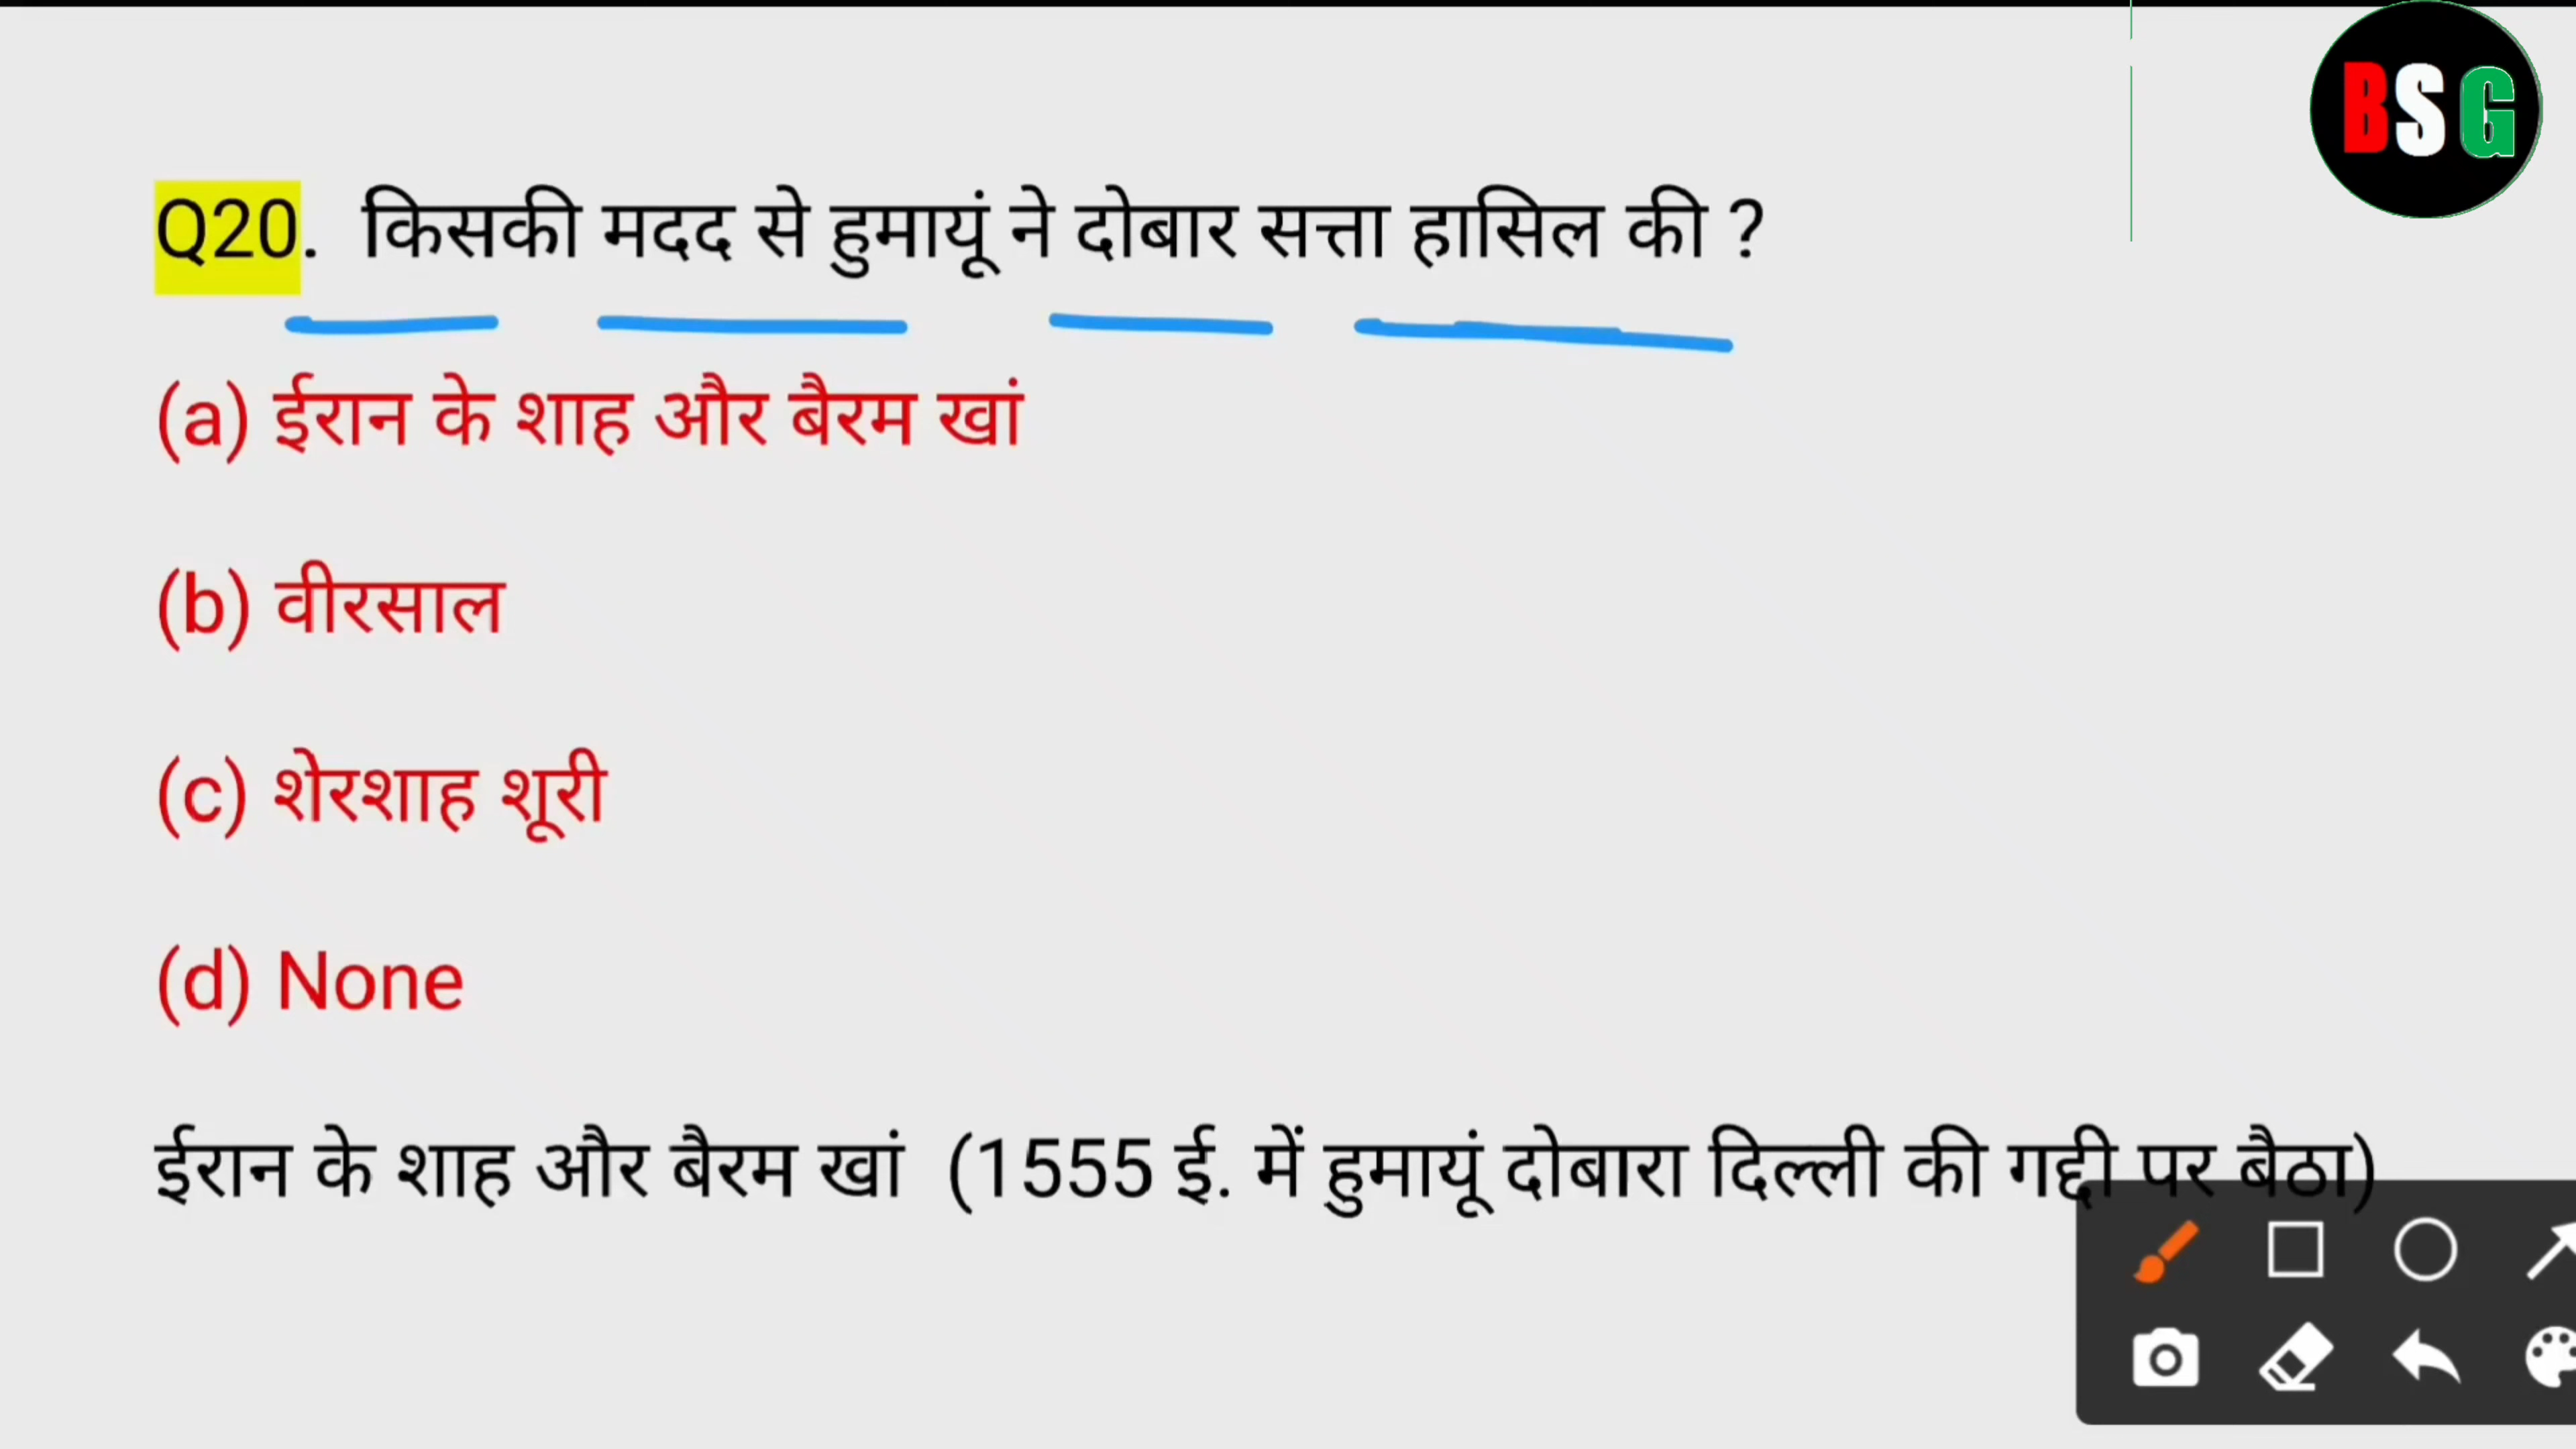 BSG
Q20. किसकी मदद से हुमायूं ने दोबार सत्ता हासिल की ?
(a) ईरान के शाह और बैरम खां
(b) वीरसाल
(c) शेरशाह शूरी
(d) None
ईरान के शाह और बैरम खां (1555 ई. में हुमायूं दोबारा दिल्ली की गद्दी पर बैठा)